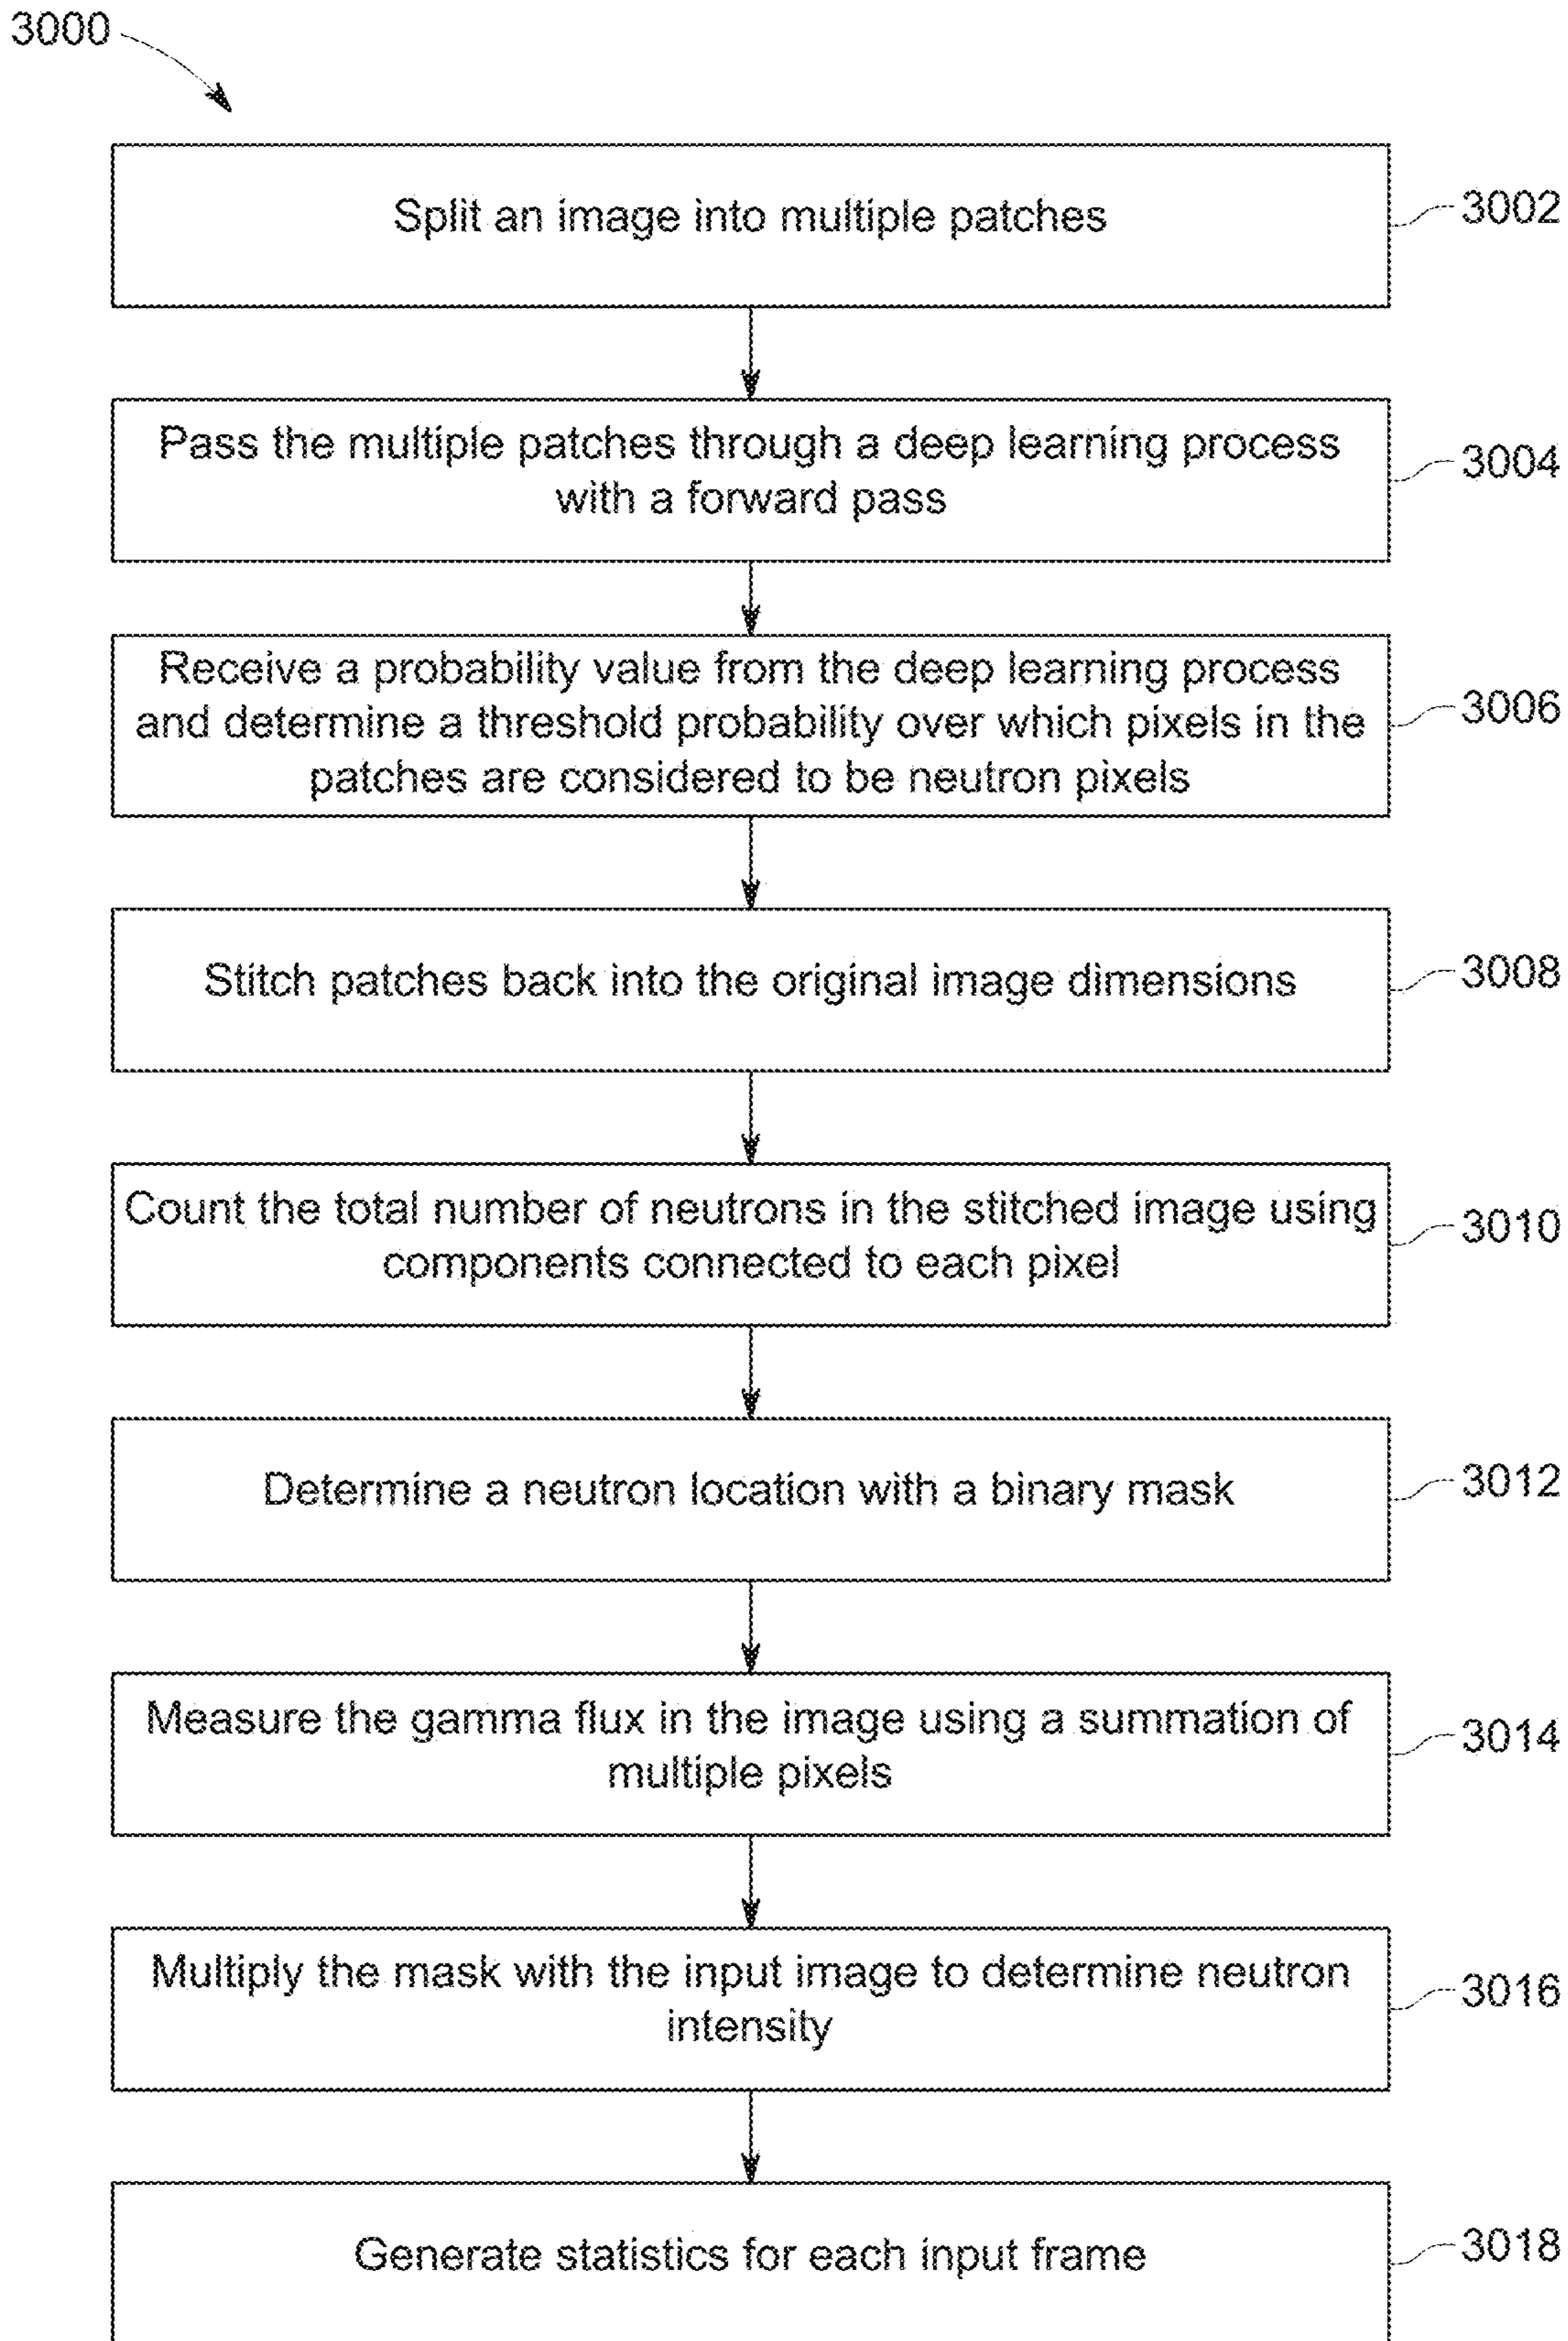 3000
Split an image into multiple patches
3002
Pass the multiple patches through a deep learning process
with a forward pass
3004
Receive a probability value from the deep learning process
and determine a threshold probability over which pixels in the
patches are considered to be neutron pixels
3006
Stitch patches back into the original image dimensions
3008
Count the total number of neutrons in the stitched image using
components connected to each pixel
3010
Determine a neutron location with a binary mask
3012
Measure the gamma flux in the image using a summation of
multiple pixels
3014
Multiply the mask with the input image to determine neutron
intensity
3016
Generate statistics for each input frame
3018